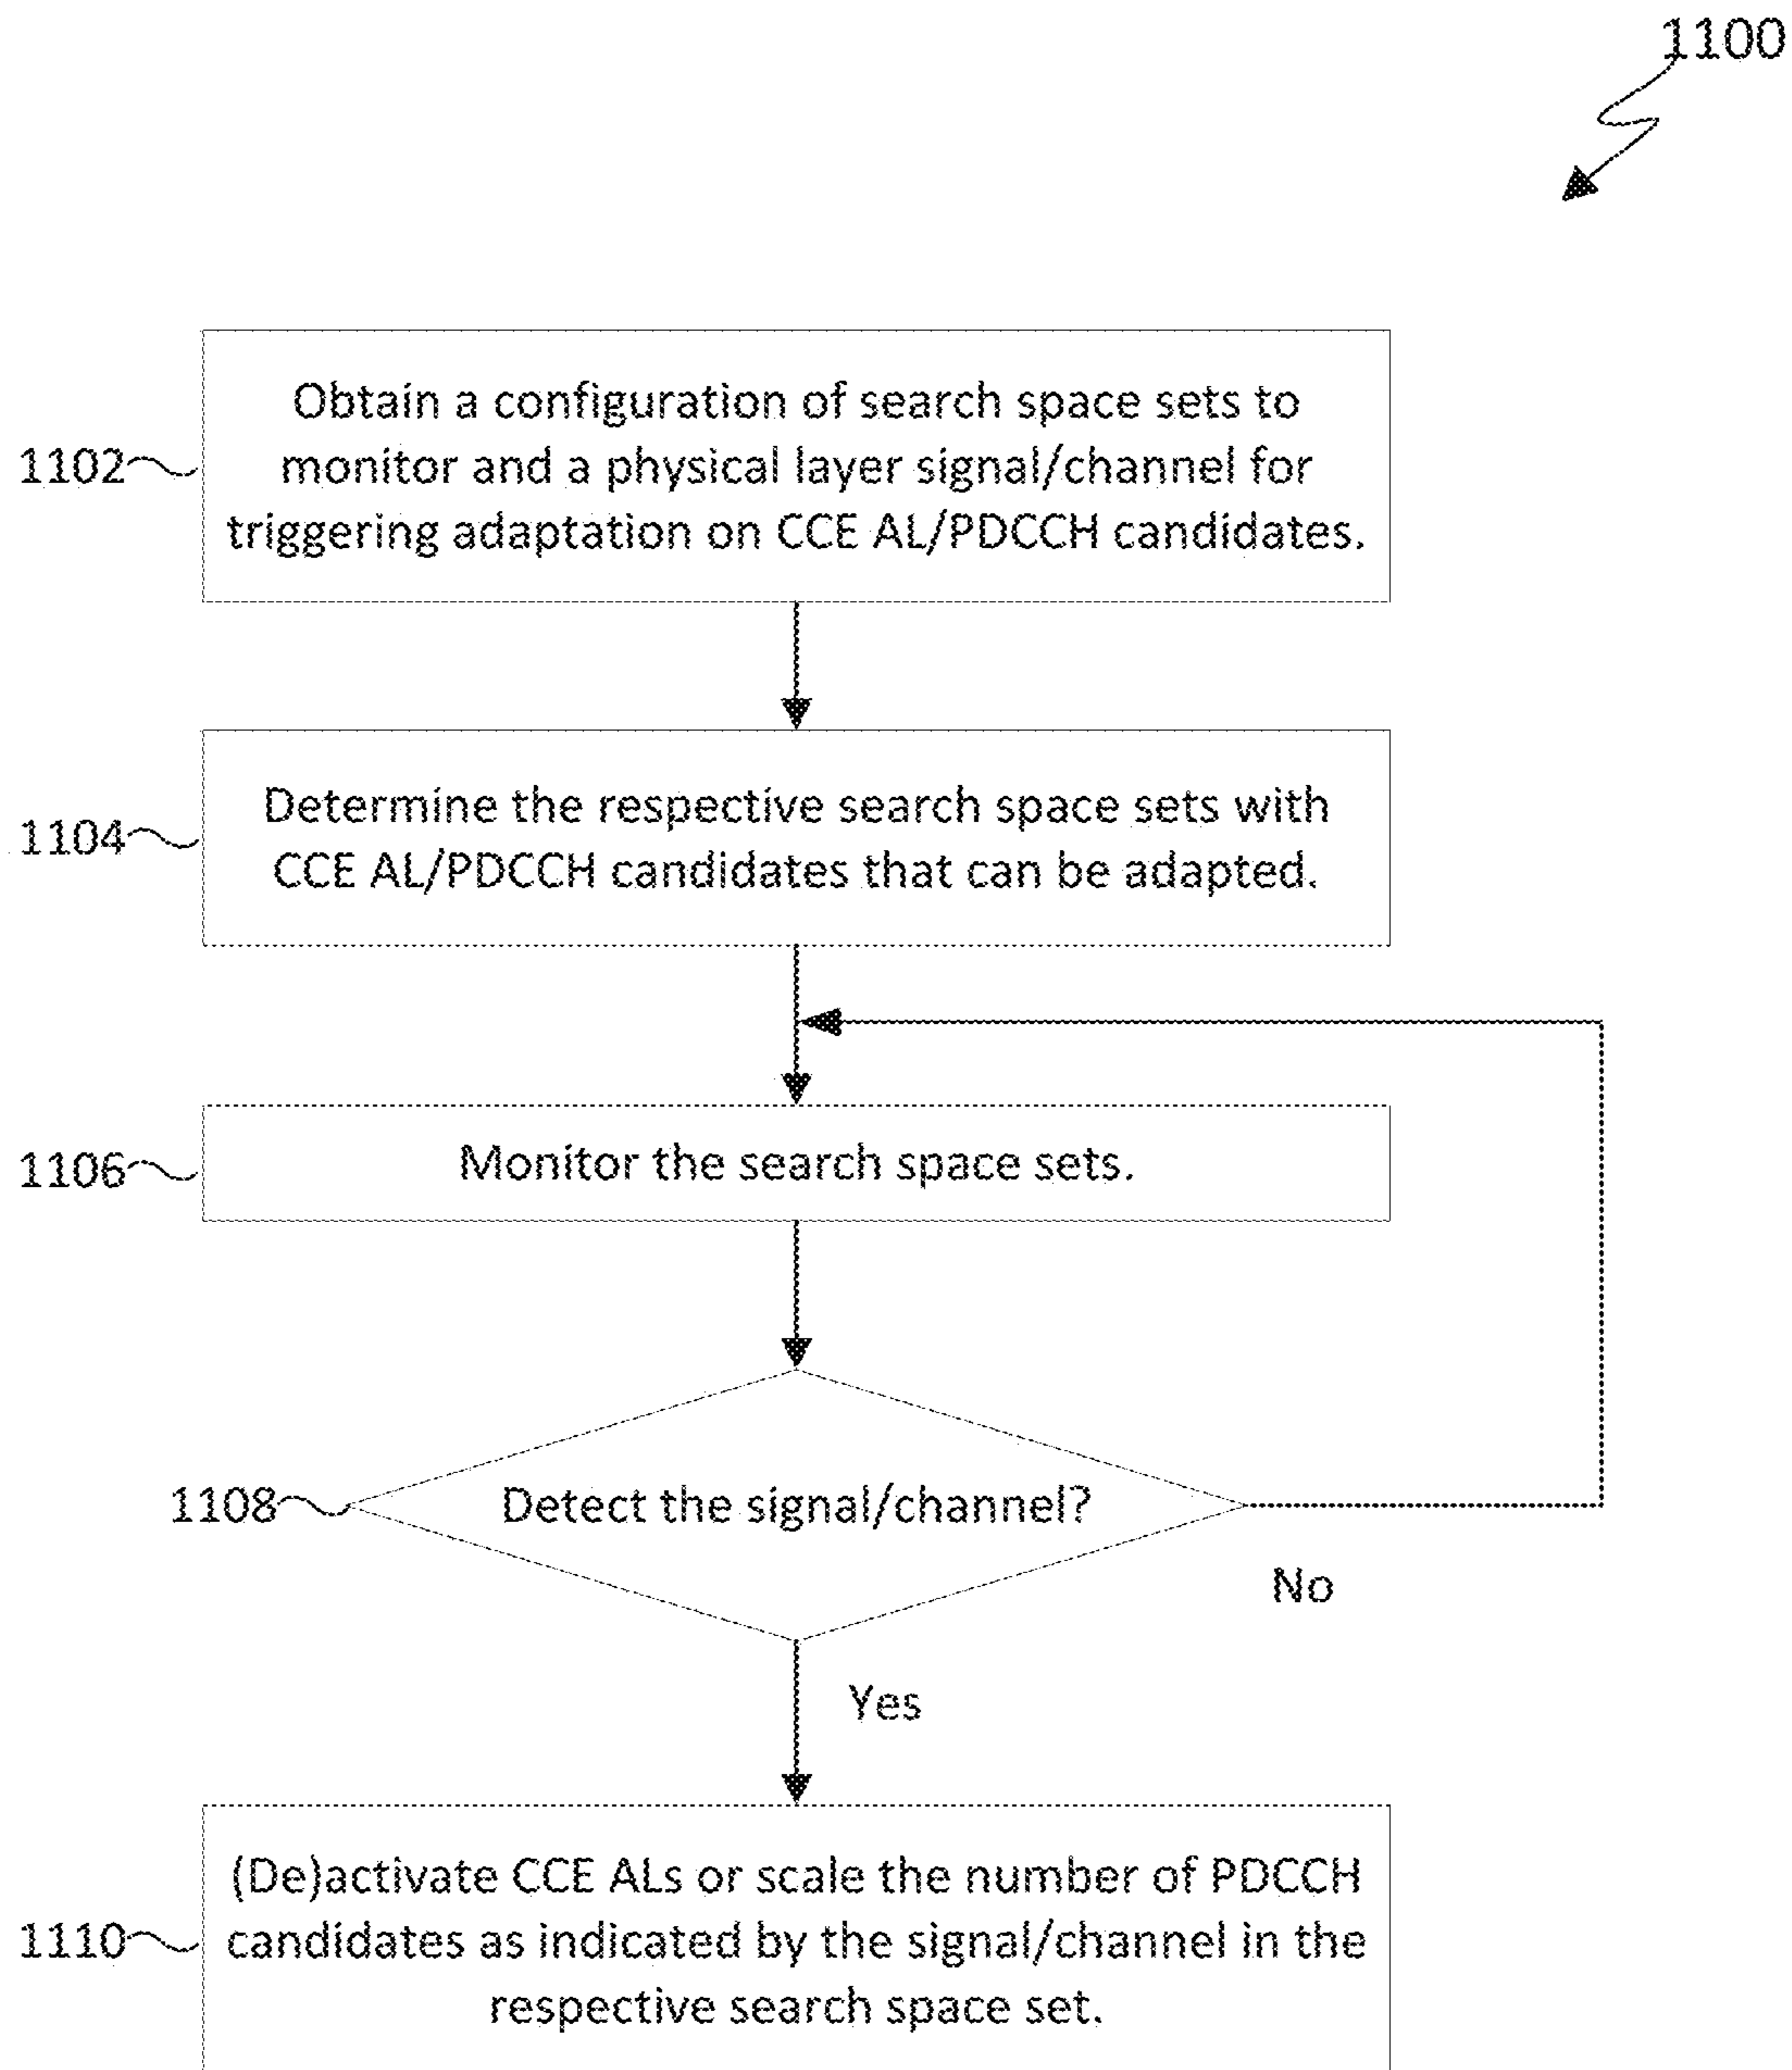 1100
Obtain a configuration of search space sets to
monitor and a physical layer signal/channel for
triggering adaptation on CCE AL/PDCCH candidates.
1102
Determine the respective search space sets with
CCE AL/PDCCH candidates that can be adapted.
1104
Monitor the search space sets.
1106
Detect the signal/channel?
1108
No
Yes
(De)activate CCE ALs or scale the number of PDCCH
candidates as indicated by the signal/channel in the
respective search space set.
1110